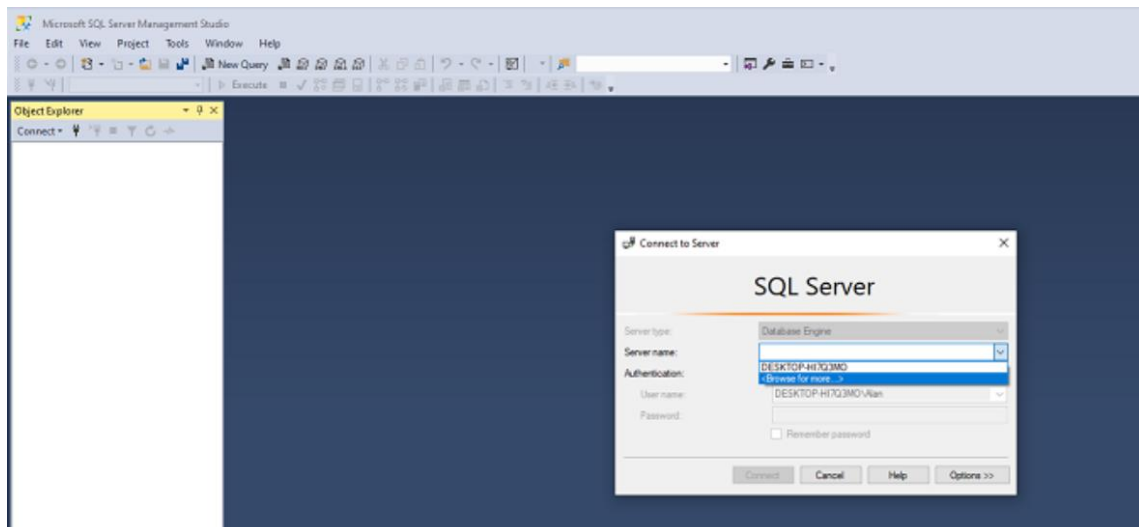 Microsoft SQL Server Management Studio
File Edit View Project Tools Window Help
New Query
Execute
Object Explorer
Connect
Connect to Server
SQL Server
Server type: Database Engine
Server name:
DESKTOP-HI7Q3MO
<Browse for more...>
Authentication:
User name: DESKTOP-HI7Q3MO\Alan
Password:
Remember password
Connect Cancel Help Options >>